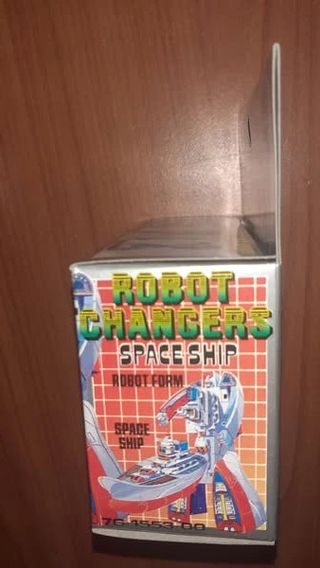 ROBOT
CHANGERS
SPACE SHIP
ROBOT FORM
SPACE
SHIP